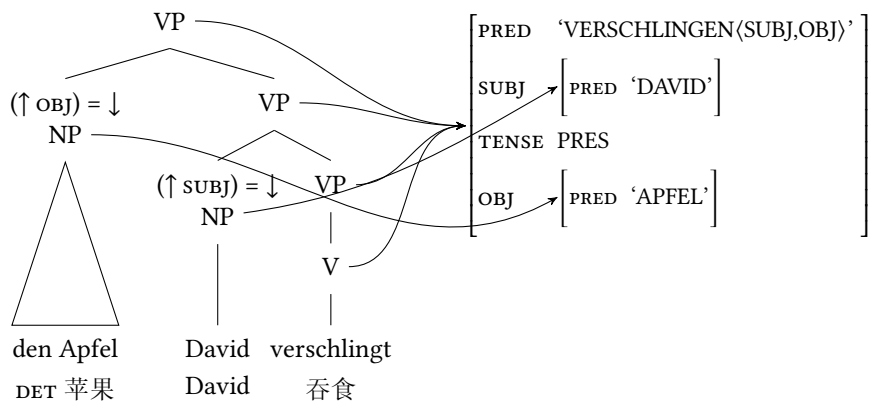 VP
PRED ‘VERSCHLINGEN⟨SUBJ,OBJ⟩’
SUBJ [PRED ‘DAVID’]
TENSE PRES
OBJ [PRED ‘APFEL’]
(↑ OBJ) = ↓
NP
VP
(↑ SUBJ) = ↓
NP
VP
V
den Apfel David verschlingt
DET 苹果 David 吞食